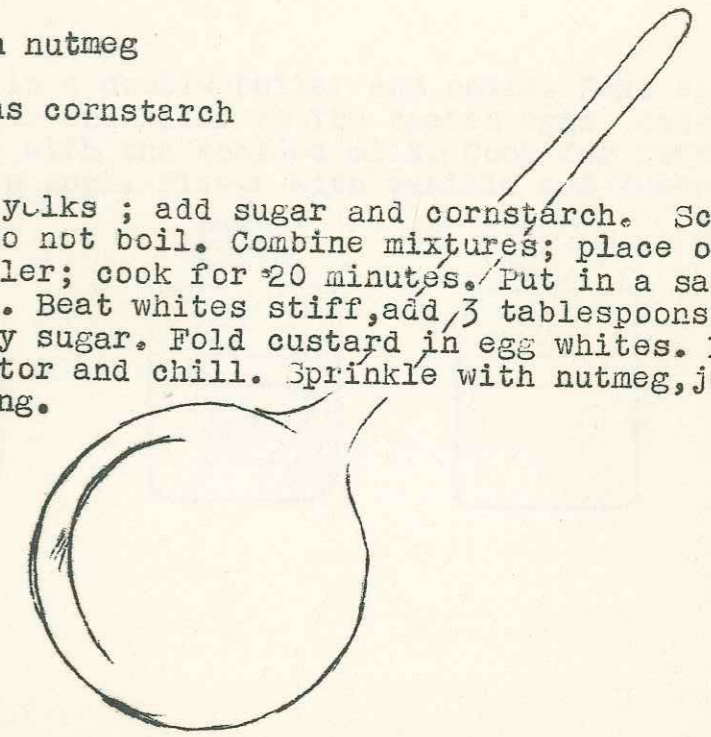 nutmeg
s cornstarch
yolks ; add sugar and cornstarch. Sc
o not boil. Combine mixtures; place o
ler; cook for 20 minutes. Put in a sa
. Beat whites stiff,add 3 tablespoons
y sugar. Fold custard in egg whites.
tor and chill. Sprinkle with nutmeg,j
ng.